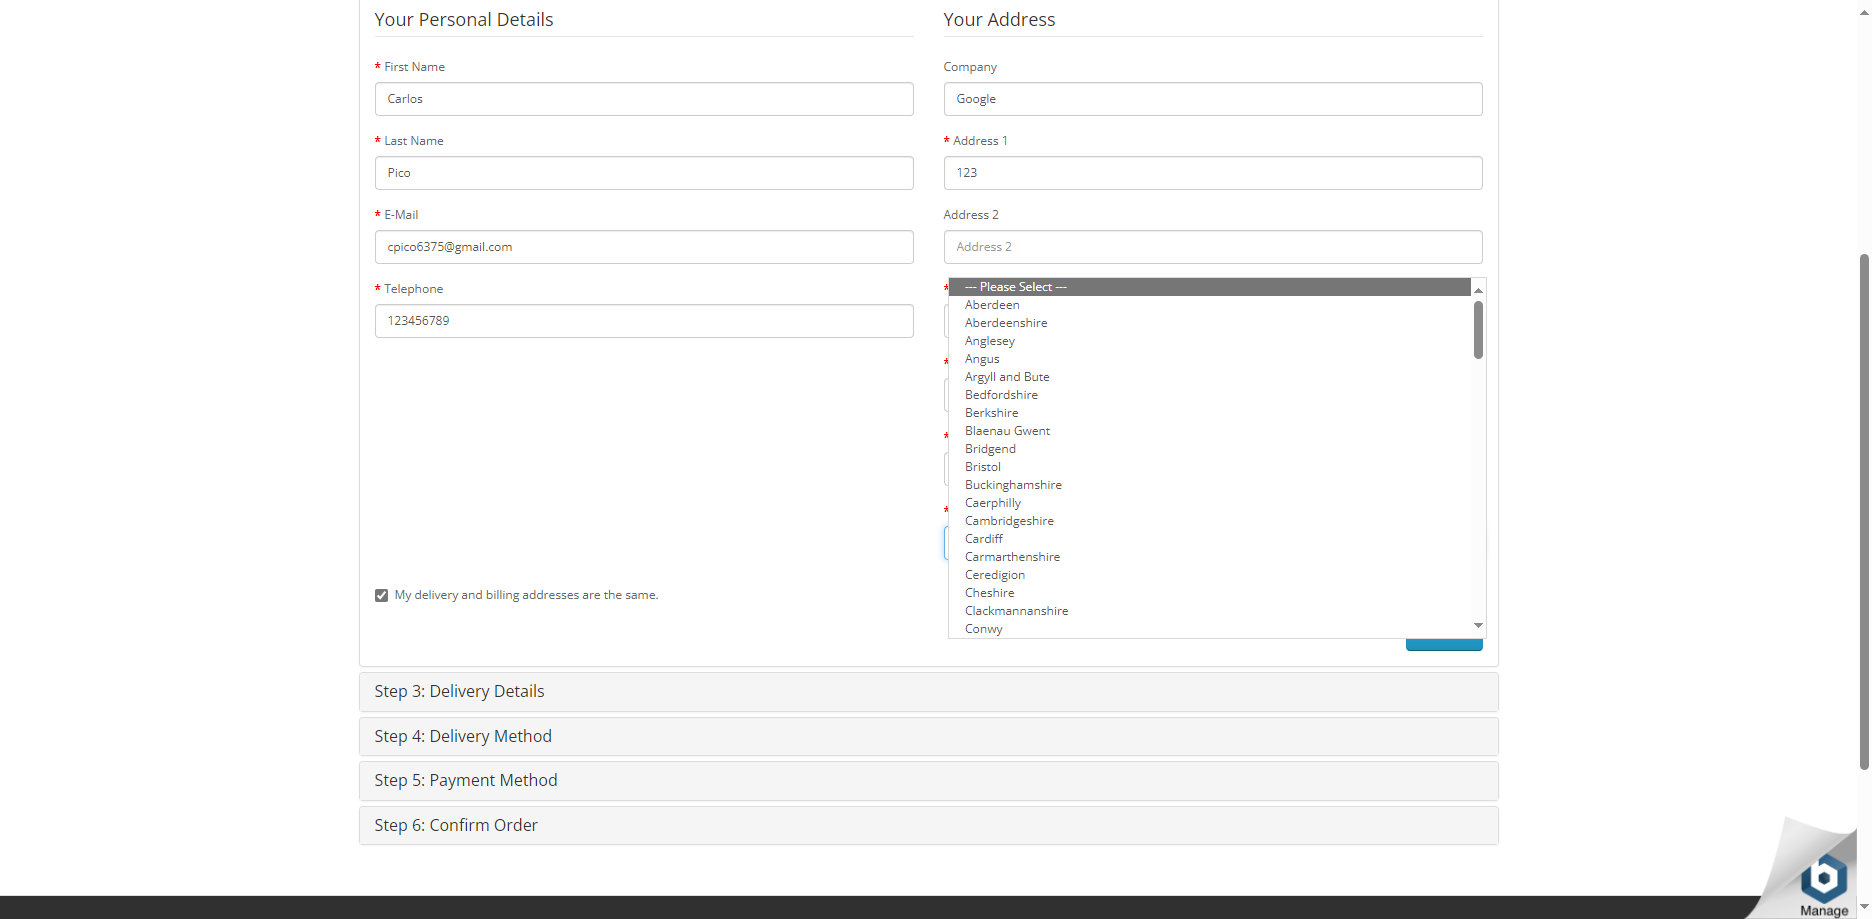 Your Personal Details
* First Name
Carlos
* Last Name
Pico
* E-Mail
cpico6375@gmail.com
* Telephone
123456789
Your Address
Company
Google
* Address 1
123
Address 2
Address 2
*
--- Please Select ---
Aberdeen
Aberdeenshire
Anglesey
*
Angus
Argyll and Bute
Bedfordshire
Berkshire
*
Blaenau Gwent
Bridgend
Bristol
Buckinghamshire
Caerphilly
*
Cambridgeshire
Cardiff
Carmarthenshire
Ceredigion
Cheshire
Clackmannanshire
Conwy
My delivery and billing addresses are the same.
Step 3: Delivery Details
Step 4: Delivery Method
Step 5: Payment Method
Step 6: Confirm Order
Manage